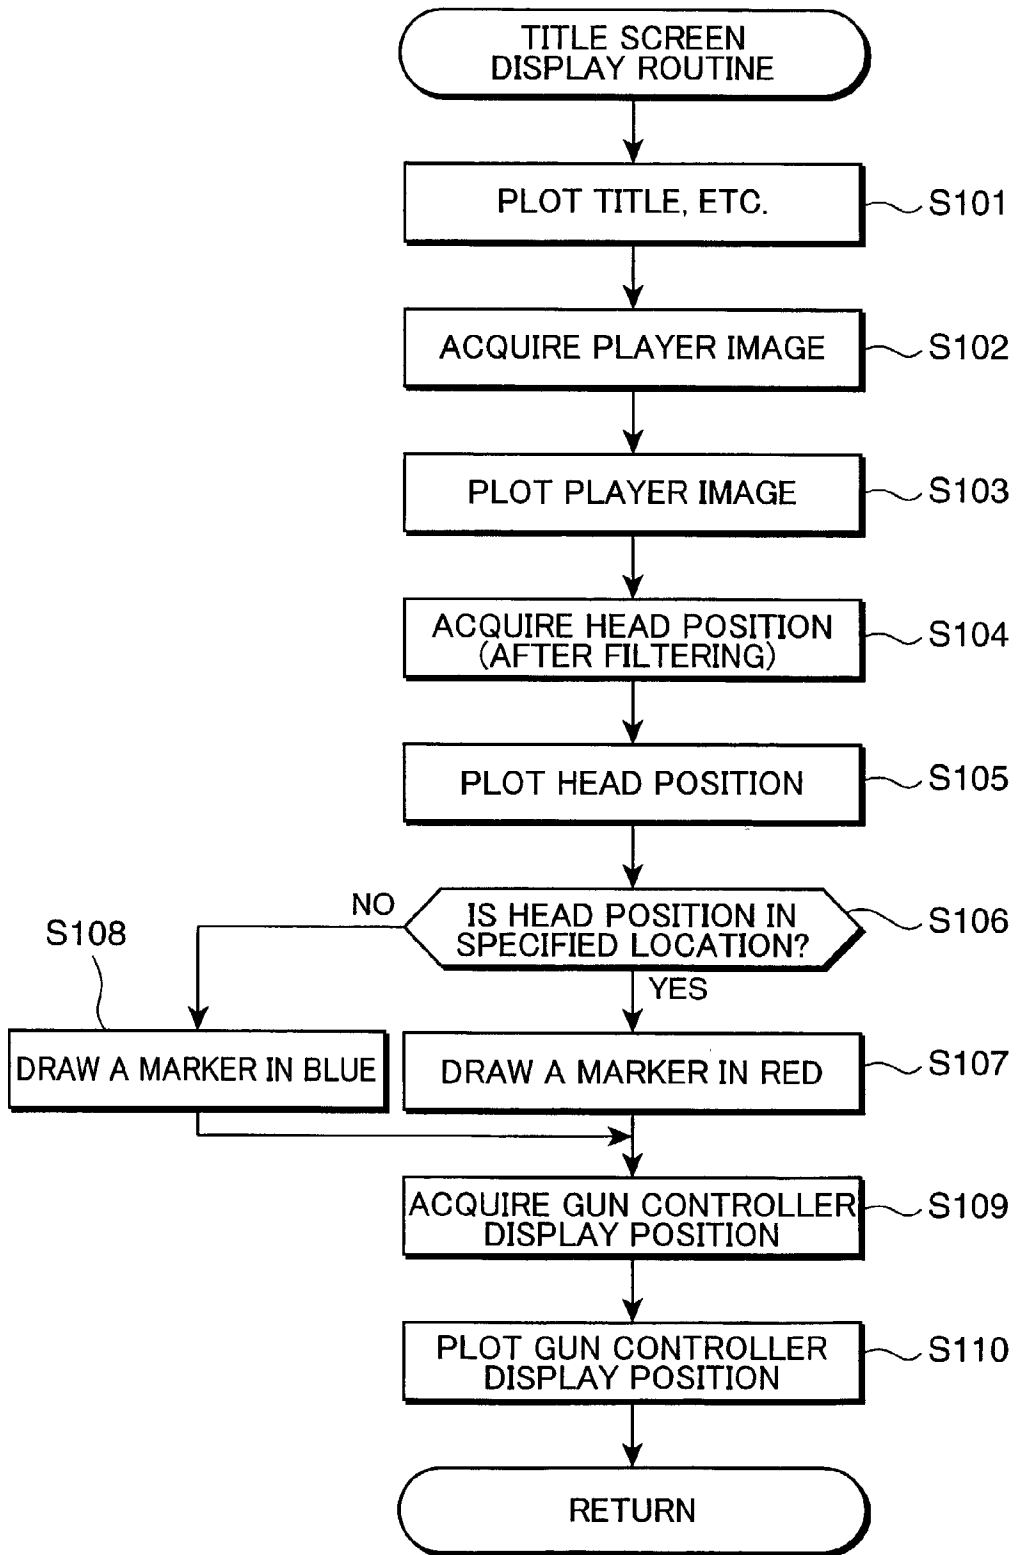 TITLE SCREEN
DISPLAY ROUTINE
PLOT TITLE, ETC.
S101
ACQUIRE PLAYER IMAGE
S102
PLOT PLAYER IMAGE
S103
ACQUIRE HEAD POSITION
(AFTER FILTERING)
S104
PLOT HEAD POSITION
S105
IS HEAD POSITION IN
SPECIFIED LOCATION?
S106
NO
YES
S108
DRAW A MARKER IN BLUE
DRAW A MARKER IN RED
S107
ACQUIRE GUN CONTROLLER
DISPLAY POSITION
S109
PLOT GUN CONTROLLER
DISPLAY POSITION
S110
RETURN